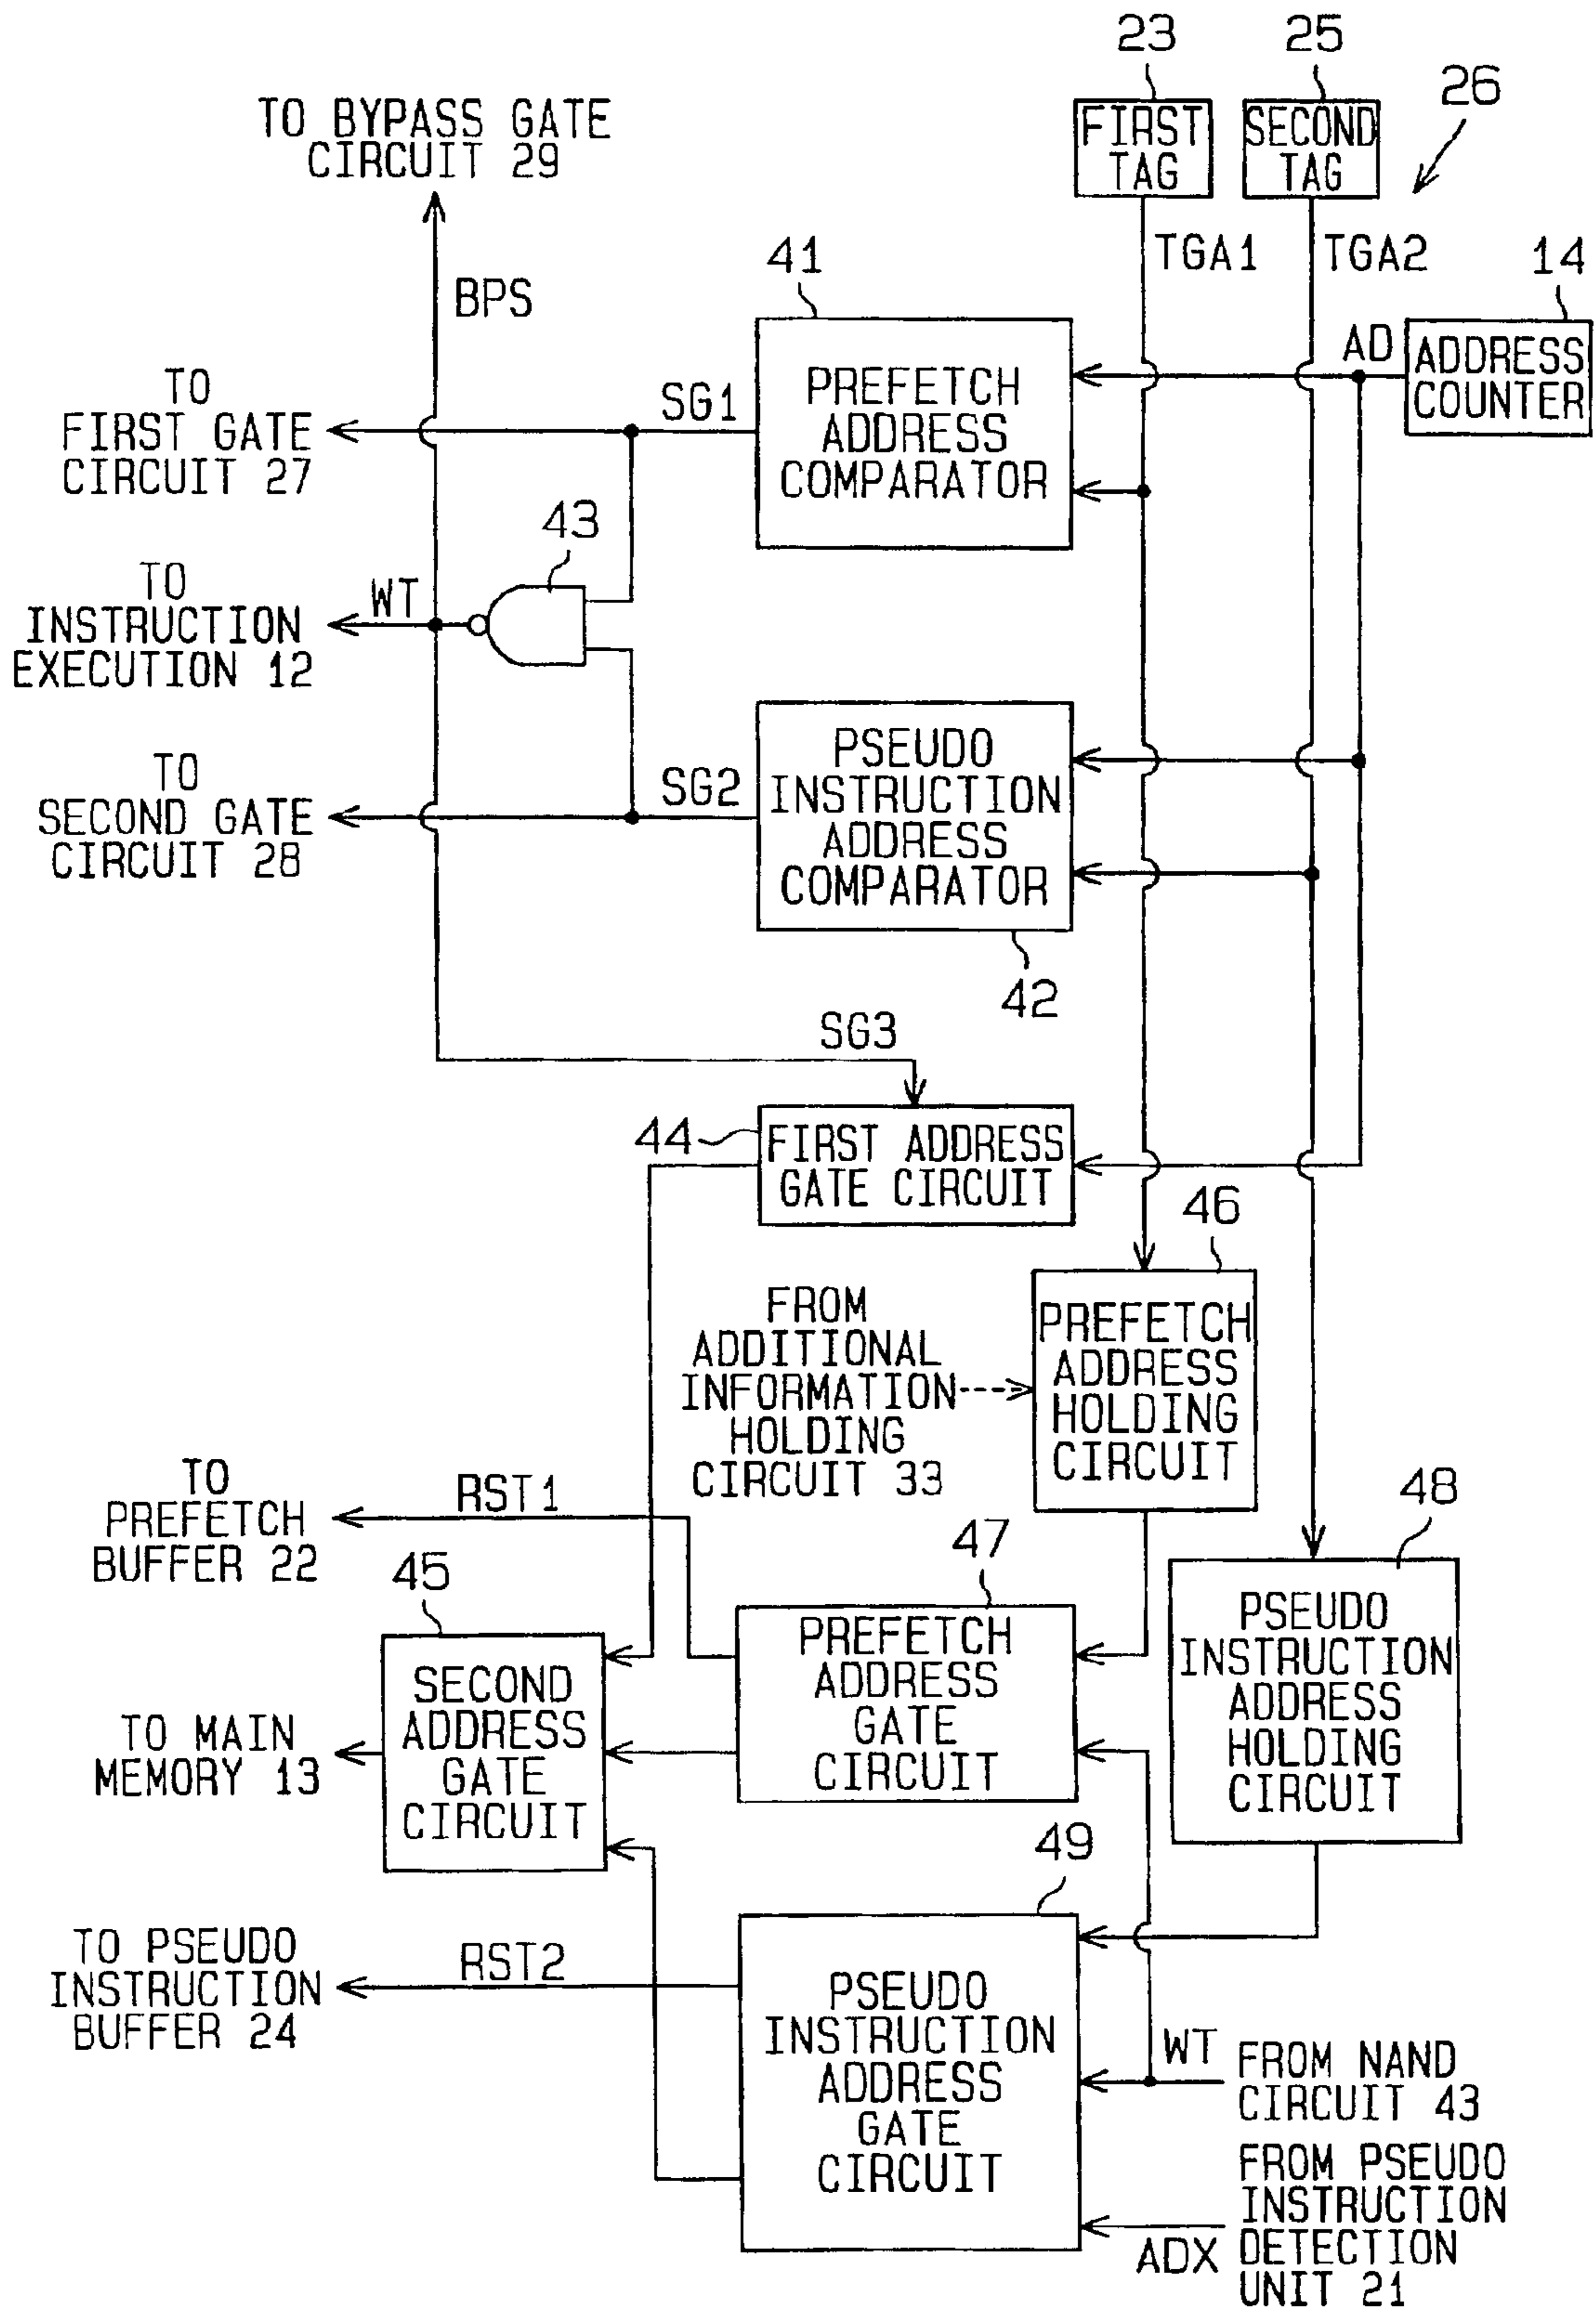 23
25
26
FIRST
TAG
SECOND
TAG
TO BYPASS GATE
CIRCUIT 29
TGA1
TGA2
14
41
BPS
AD
ADDRESS
COUNTER
PREFETCH
ADDRESS
COMPARATOR
SG1
TO
FIRST GATE
CIRCUIT 27
43
TO
INSTRUCTION
EXECUTION 12
WT
PSEUDO
INSTRUCTION
ADDRESS
COMPARATOR
SG2
TO
SECOND GATE
CIRCUIT 28
42
SG3
44
FIRST ADDRESS
GATE CIRCUIT
46
FROM
ADDITIONAL
INFORMATION
HOLDING
CIRCUIT 33
PREFETCH
ADDRESS
HOLDING
CIRCUIT
TO
PREFETCH
BUFFER 22
RST1
48
47
45
PREFETCH
ADDRESS
GATE
CIRCUIT
PSEUDO
INSTRUCTION
ADDRESS
HOLDING
CIRCUIT
SECOND
ADDRESS
GATE
CIRCUIT
TO MAIN
MEMORY 13
49
TO PSEUDO
INSTRUCTION
BUFFER 24
RST2
PSEUDO
INSTRUCTION
ADDRESS
GATE
CIRCUIT
WT
FROM NAND
CIRCUIT 43
ADX
FROM PSEUDO
INSTRUCTION
DETECTION
UNIT 21